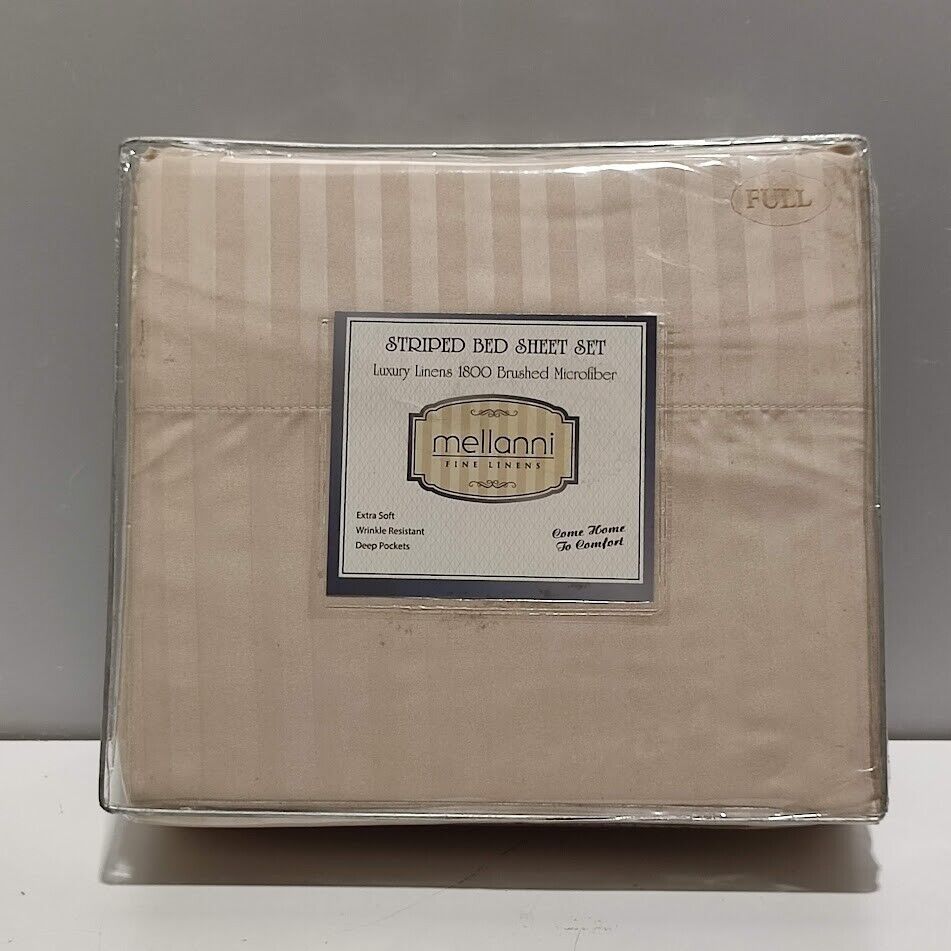 FULL
STRIPED BED SHEET SET
Luxury Linens 1800 Brushed Microfiber
mellanni
FINE LINENS
Extra Soft
Wrinkle Resistant
Deep Pockets
Come Home
To Comfort